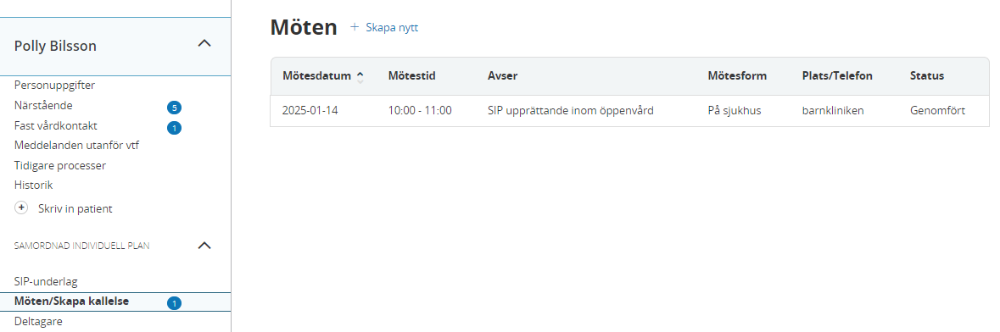 Polly Bilsson
Personuppgifter
Närstående 5
Fast vårdkontakt 1
Meddelanden utanför vtf
Tidigare processer
Historik
+ Skriv in patient
SAMORDNAD INDIVIDUELL PLAN
SIP-underlag
Möten/Skapa kallelse 1
Deltagare
Möten + Skapa nytt
Mötesdatum Mötestid Avser Mötesform Plats/Telefon Status
2025-01-14 10:00 - 11:00 SIP upprättande inom öppenvård På sjukhus barnkliniken Genomfört